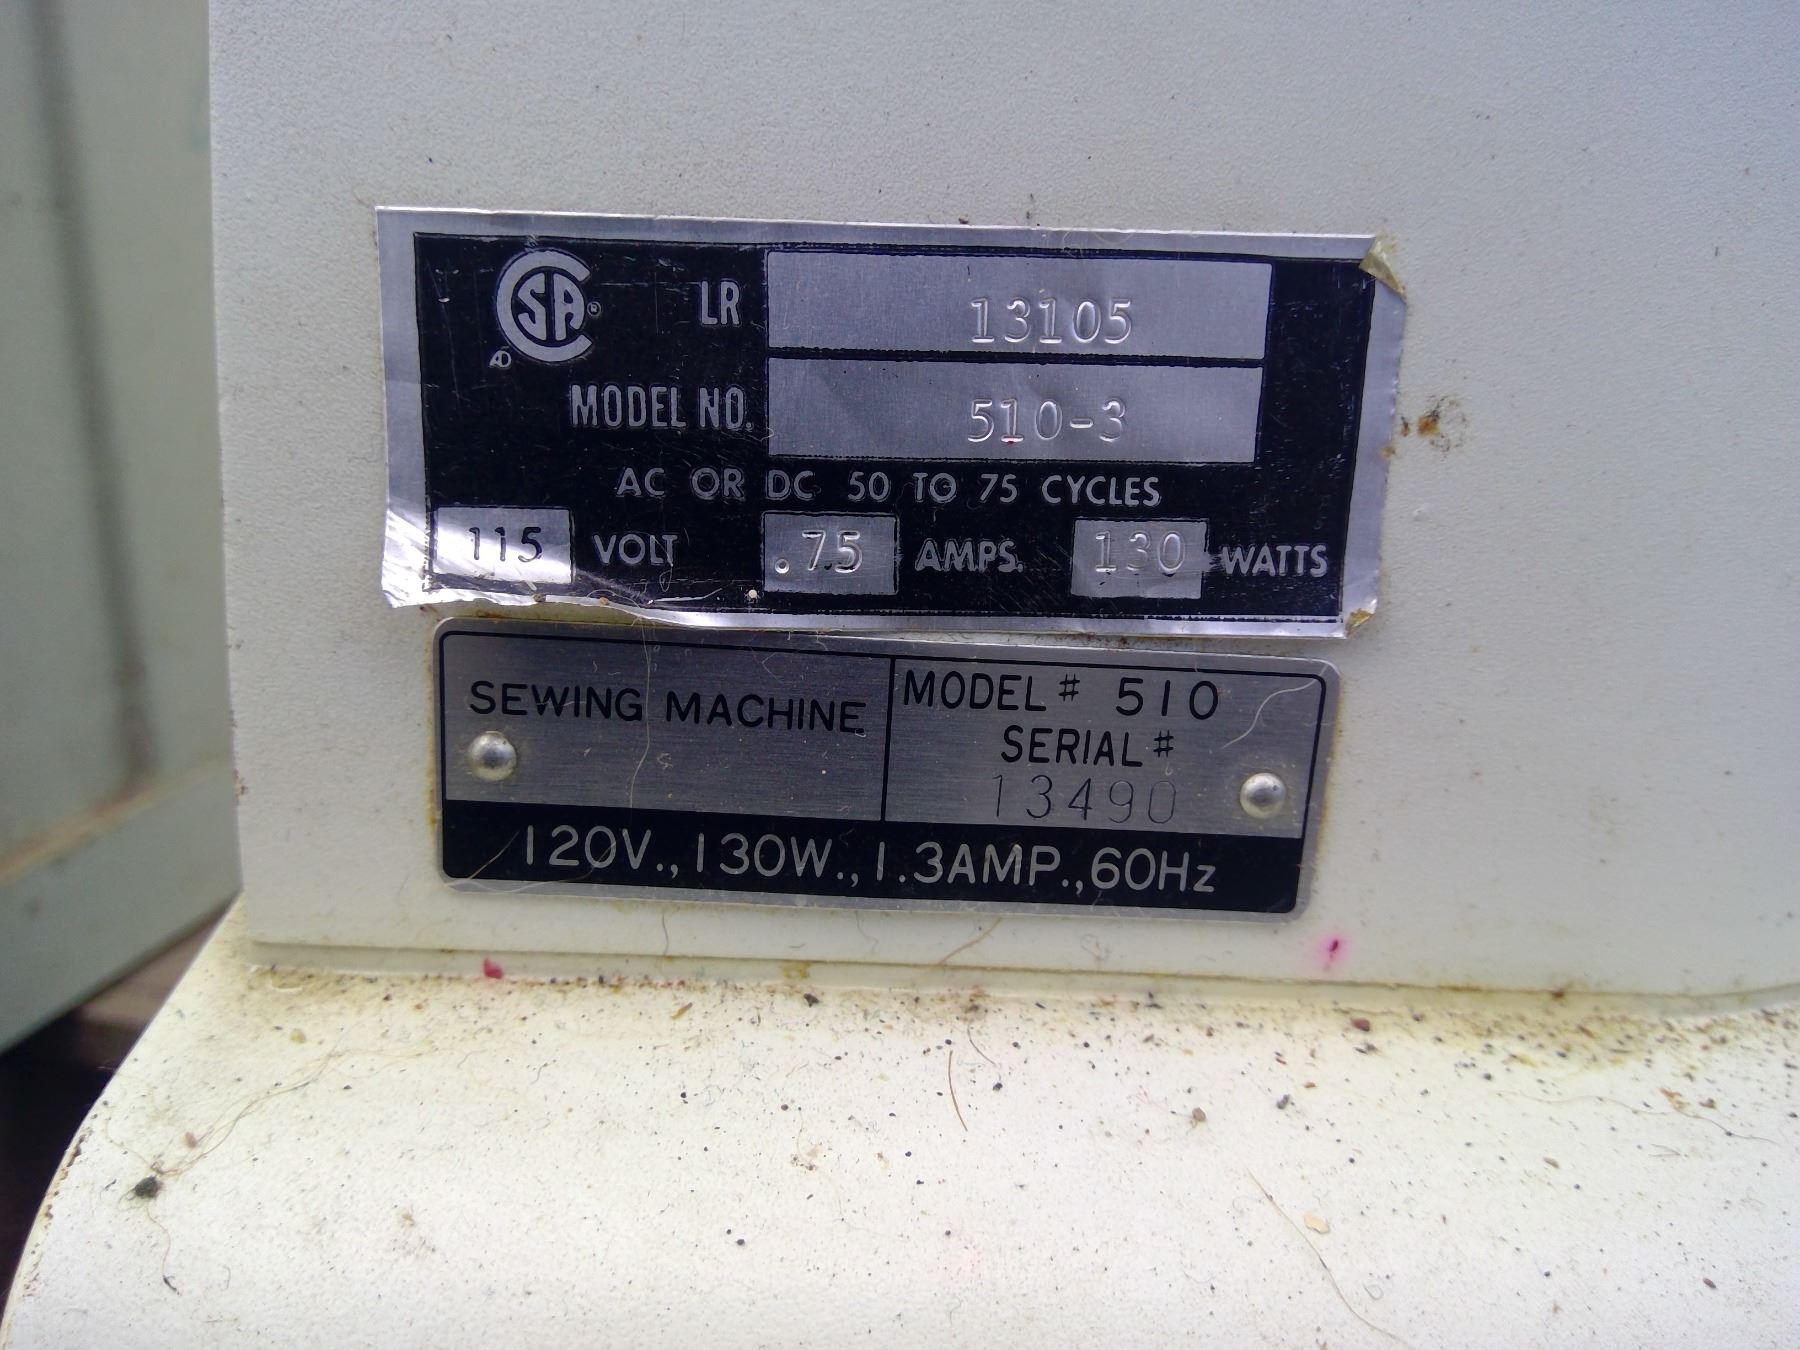 CSA ®
AD
LR 13105
MODEL NO. 510-3
AC OR DC 50 TO 75 CYCLES
115 VOLT .75 AMPS. 130 WATTS
SEWING MACHINE
MODEL # 510
SERIAL #
13490
120V., 130W., 1.3AMP., 60Hz